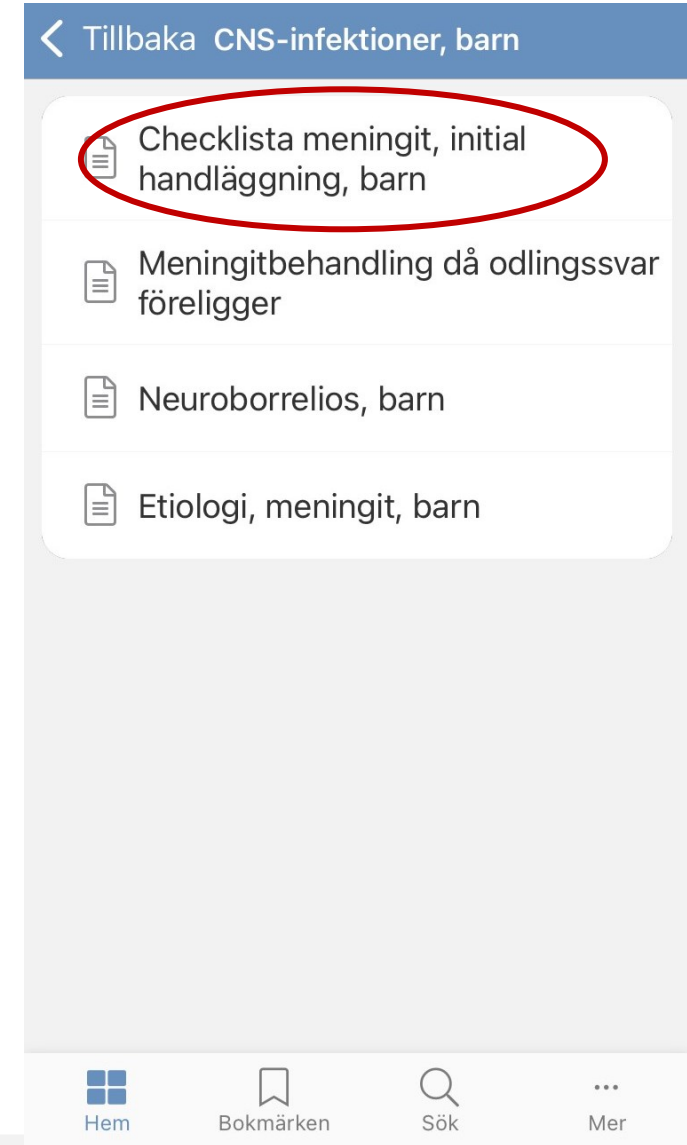 Tillbaka CNS-infektioner, barn
Checklista meningit, initial
handläggning, barn
Meningitbehandling då odlingssvar
föreligger
Neuroborrelios, barn
Etiologi, meningit, barn
Hem Bokmärken Sök Mer